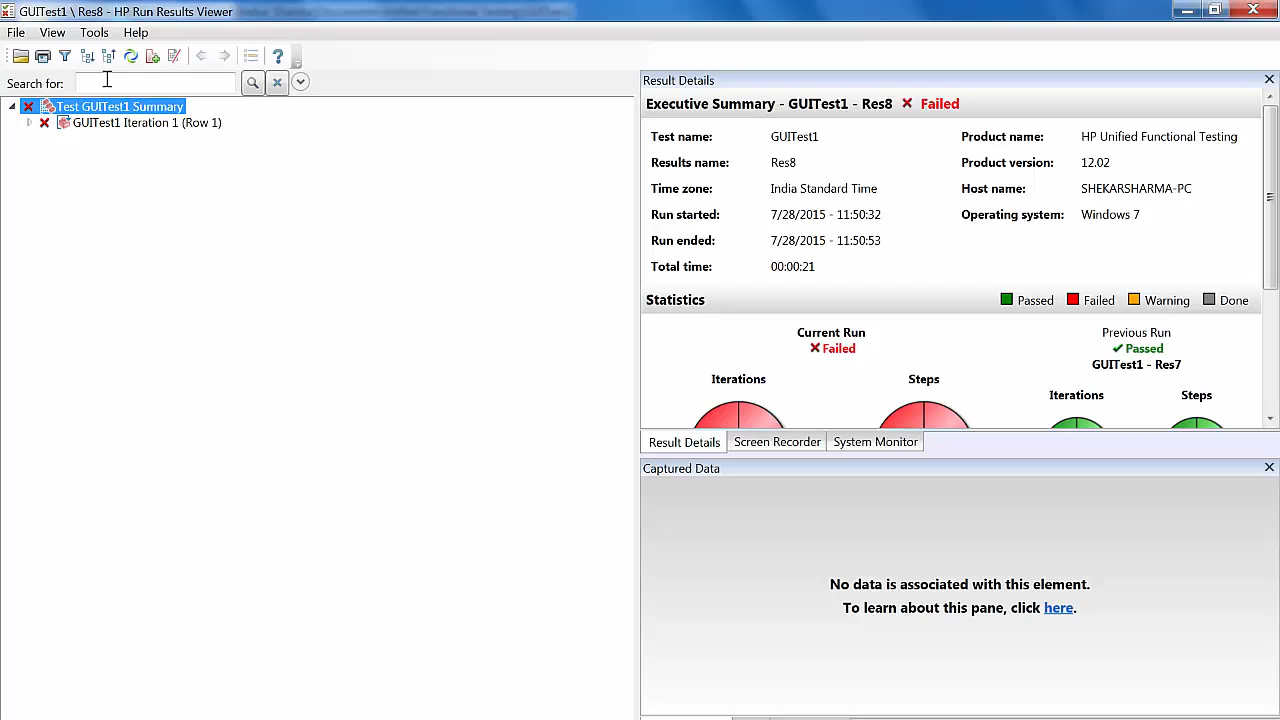 GUITest1 \ Res8 - HP Run Results Viewer
File View Tools Help
Search for:
Test GUITest1 Summary
GUITest1 Iteration 1 (Row 1)
Result Details
Executive Summary - GUITest1 - Res8 Failed
Test name: GUITest1 Product name: HP Unified Functional Testing
Results name: Res8 Product version: 12.02
Time zone: India Standard Time Host name: SHEKARSHARMA-PC
Run started: 7/28/2015 - 11:50:32 Operating system: Windows 7
Run ended: 7/28/2015 - 11:50:53
Total time: 00:00:21
Statistics Passed Failed Warning Done
Current Run Previous Run
Failed Passed
GUITest1 - Res7
Iterations Steps Iterations Steps
Result Details Screen Recorder System Monitor
Captured Data
No data is associated with this element.
To learn about this pane, click here.